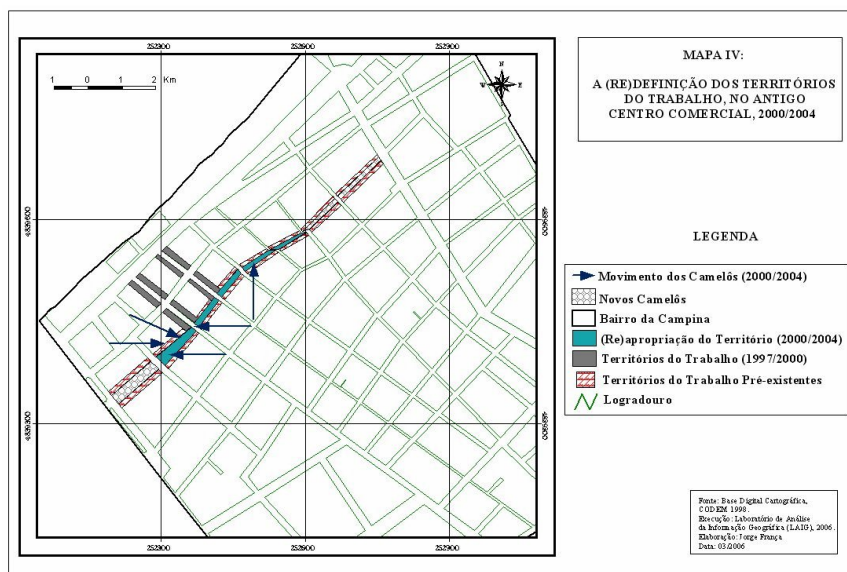 252300 252600 252900
1 0 1 2 Km
N
W E
S
MAPA IV:
A (RE)DEFINIÇÃO DOS TERRITÓRIOS
DO TRABALHO, NO ANTIGO
CENTRO COMERCIAL, 2000/2004
LEGENDA
Movimento dos Camelôs (2000/2004)
Novos Camelôs
Bairro da Campina
(Re)apropriação do Território (2000/2004)
Territórios do Trabalho (1997/2000)
Territórios do Trabalho Pré-existentes
Logradouro
252300 252600 252900
Fonte: Base Digital Cartográfica,
CODEM 1998.
Execução: Laboratório de Análise
da Informação Geográfica (LAIG), 2006.
Elaboração: Jorge França
Data: 03/2006